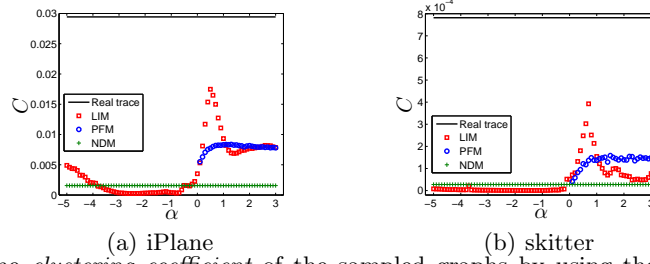 × 10⁻⁴
0.03
0.025
0.02
0.015
0.01
0.005
0
C
Real trace
LIM
PFM
NDM
-5 -4 -3 -2 -1 0 1 2 3
α
(a) iPlane
8
7
6
5
4
3
2
1
0
C
Real trace
LIM
PFM
NDM
-5 -4 -3 -2 -1 0 1 2 3
α
(b) skitter
clustering coefficient of the sampled graphs by using the